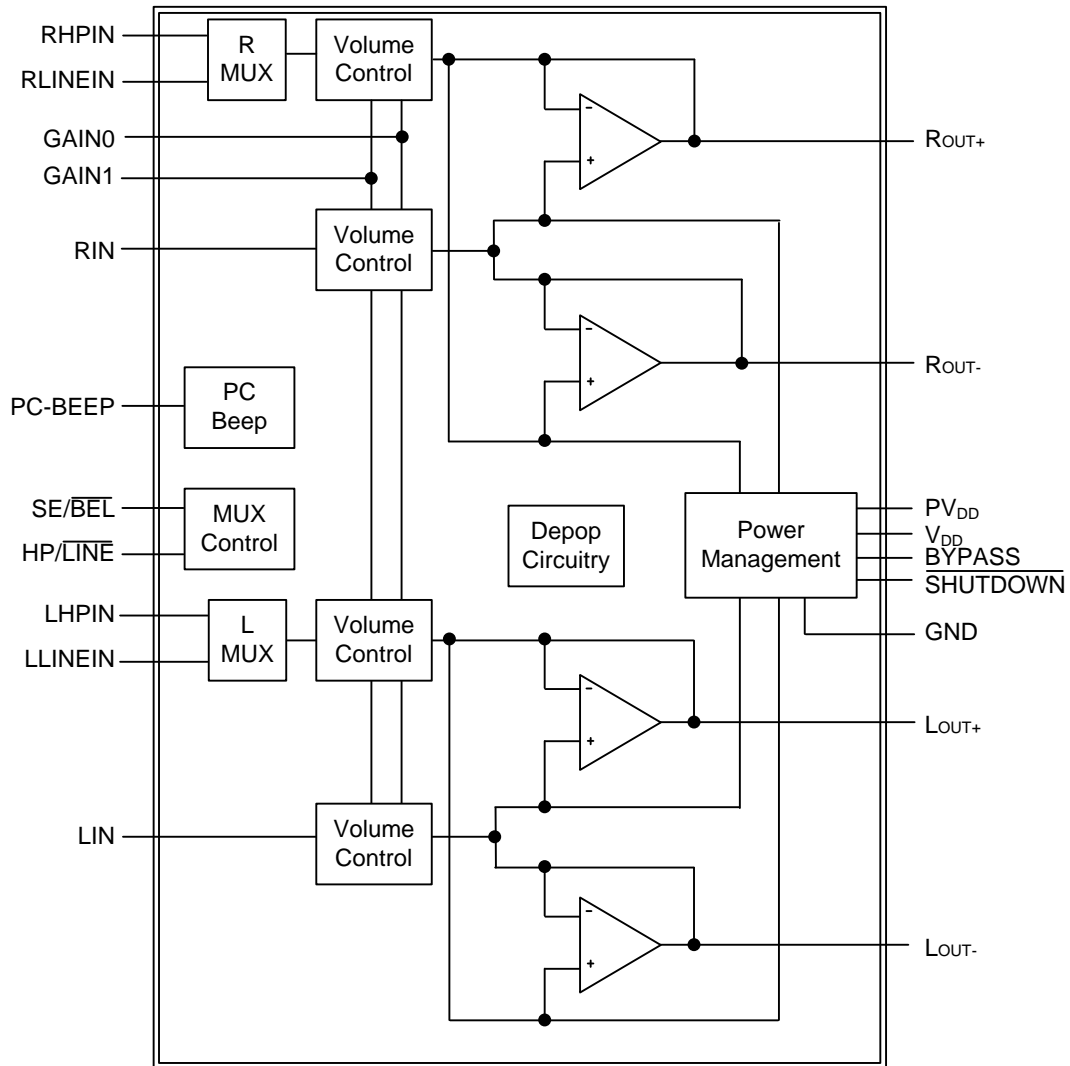 RHPIN
RLINEIN
GAIN0
GAIN1
RIN
PC-BEEP
SE/BEL
HP/LINE
LHPIN
LLINEIN
LIN
R
MUX
Volume
Control
Volume
Control
PC
Beep
MUX
Control
L
MUX
Volume
Control
Volume
Control
-
+
-
+
Depop
Circuitry
Power
Management
-
+
-
+
ROUT+
ROUT-
PVDD
VDD
BYPASS
SHUTDOWN
GND
LOUT+
LOUT-